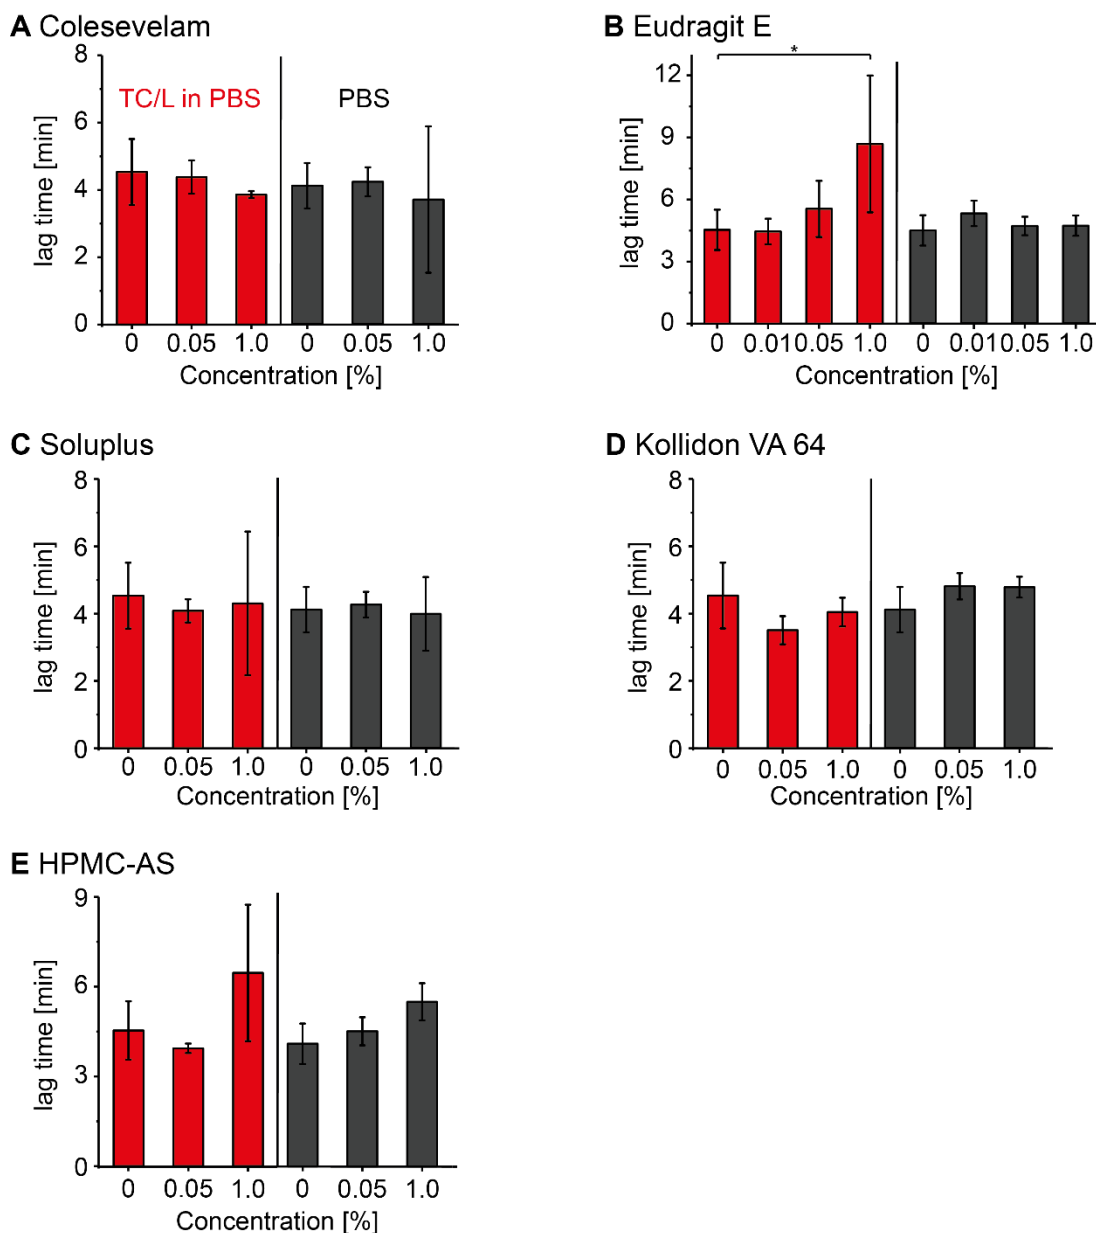 A Colesevelam
8
6
4
2
0
lag time [min]
TC/L in PBS
PBS
0 0.05 1.0 0 0.05 1.0
Concentration [%]
B Eudragit E
*
12
9
6
3
0
lag time [min]
0 0.01 0.05 1.0 0 0.01 0.05 1.0
Concentration [%]
C Soluplus
8
6
4
2
0
lag time [min]
0 0.05 1.0 0 0.05 1.0
Concentration [%]
D Kollidon VA 64
8
6
4
2
0
lag time [min]
0 0.05 1.0 0 0.05 1.0
Concentration [%]
E HPMC-AS
9
6
3
0
lag time [min]
0 0.05 1.0 0 0.05 1.0
Concentration [%]